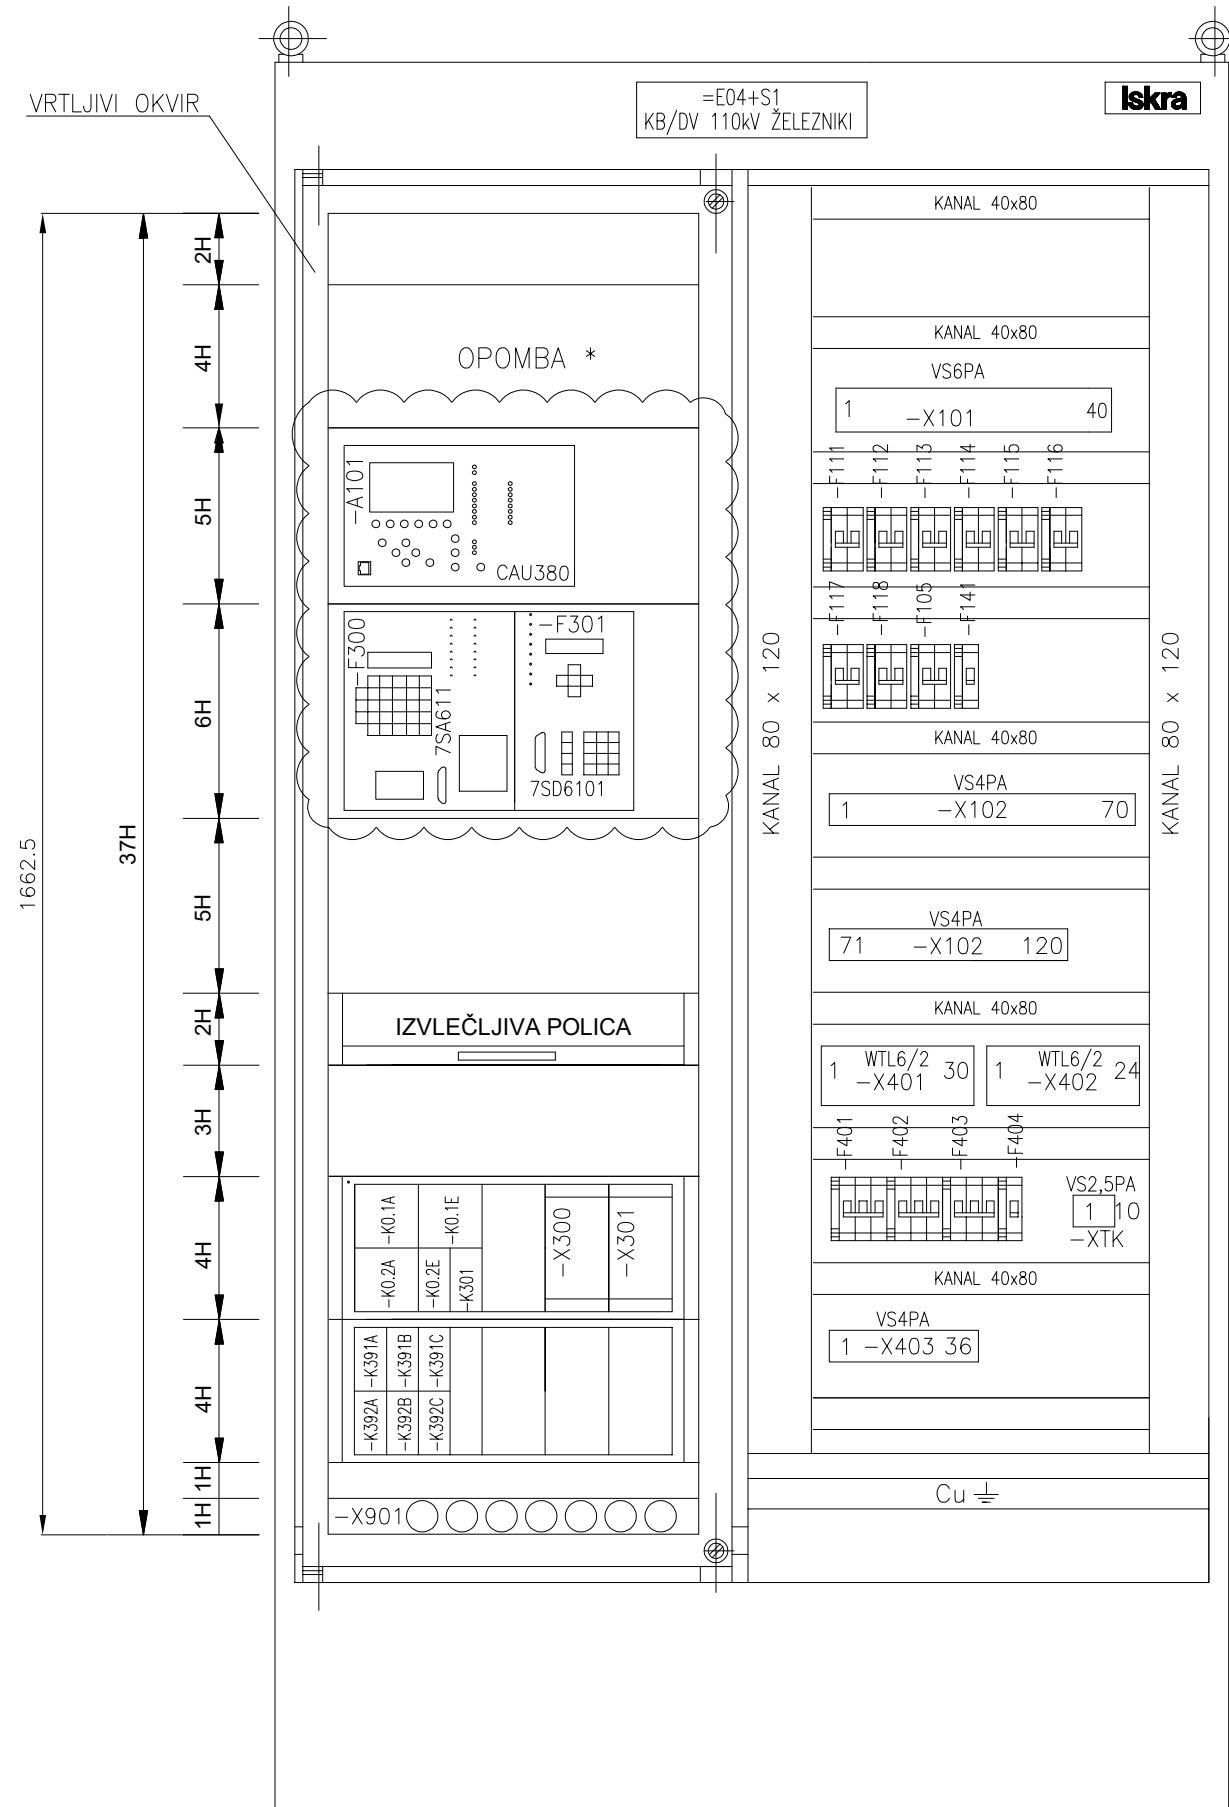 VRTLJIVI OKVIR
=E04+S1
KB/DV 110kV ŽELEZNIKI
Iskra
1662.5
37H
2H
4H
5H
6H
5H
2H
3H
4H
4H
1H
1H
OPOMBA *
-A101
CAU380
-F300
7SA611
-F301
7SD6101
IZVLEČLJIVA POLICA
-K0.1A
-K0.1E
-K0.2A
-K0.2E
-K301
-X300
-X301
-K391A
-K391B
-K391C
-K392A
-K392B
-K392C
-X901
KANAL 80 x 120
KANAL 40x80
KANAL 40x80
VS6PA
1 -X101 40
-F111
-F112
-F113
-F114
-F115
-F116
-F117
-F118
-F105
-F141
KANAL 40x80
VS4PA
1 -X102 70
VS4PA
71 -X102 120
KANAL 40x80
WTL6/2
1 -X401 30
WTL6/2
1 -X402 24
-F401
-F402
-F403
-F404
VS2,5PA
1 10
-XTK
KANAL 40x80
VS4PA
1 -X403 36
Cu
KANAL 80 x 120